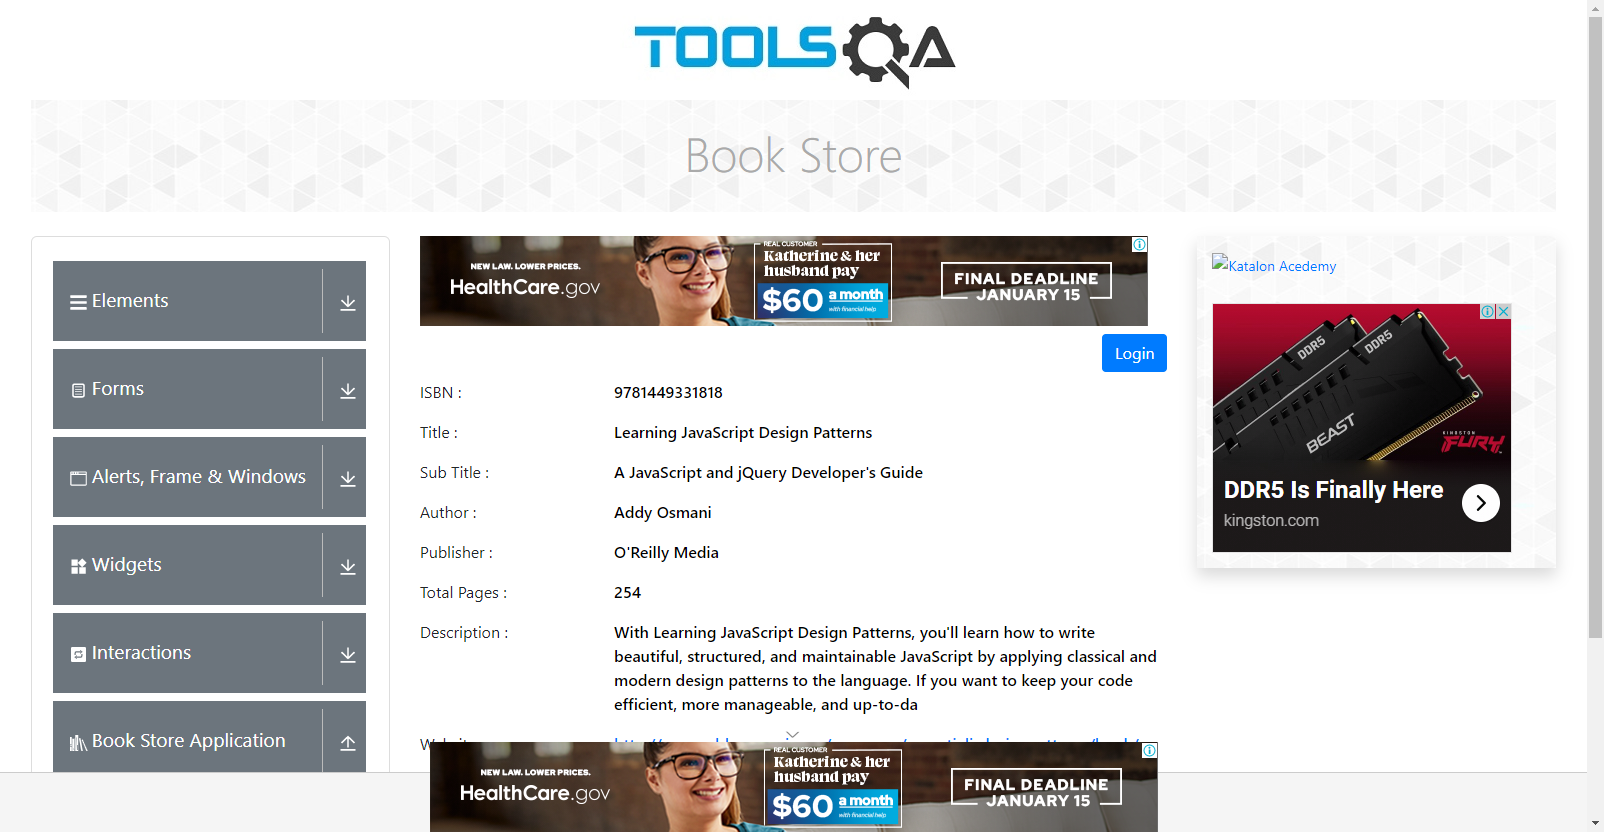 TOOLSQA
Book Store
Elements
Forms
Alerts, Frame & Windows
Widgets
Interactions
Book Store Application
NEW LAW. LOWER PRICES.
HealthCare.gov
REAL CUSTOMER
Katherine & her
husband pay
$60 a month
with financial help
FINAL DEADLINE
JANUARY 15
Login
ISBN : 9781449331818
Title : Learning JavaScript Design Patterns
Sub Title : A JavaScript and jQuery Developer's Guide
Author : Addy Osmani
Publisher : O'Reilly Media
Total Pages : 254
Description : With Learning JavaScript Design Patterns, you'll learn how to write
beautiful, structured, and maintainable JavaScript by applying classical and
modern design patterns to the language. If you want to keep your code
efficient, more manageable, and up-to-da
Katalon Acedemy
DDR5
DDR5
BEAST
KINGSTON
FURY
DDR5 Is Finally Here
kingston.com
NEW LAW. LOWER PRICES.
HealthCare.gov
REAL CUSTOMER
Katherine & her
husband pay
$60 a month
with financial help
FINAL DEADLINE
JANUARY 15